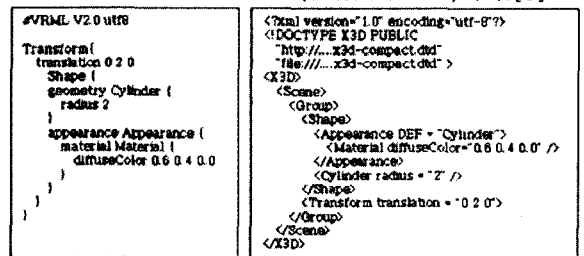 #VRML V2.0 utf8
Transform{
translation 0 2 0
Shape {
geometry Cylinder {
radius 2
}
appearance Appearance {
material Material {
diffuseColor 0.6 0.4 0.0
}
}
}
}
<?xml version="1.0" encoding="utf-8"?>
<!DOCTYPE X3D PUBLIC
"http://....x3d-compact.dtd"
"file:///....x3d-compact.dtd" >
<X3D>
<Scene>
<Group>
<Shape>
<Appearance DEF = "Cylinder">
<Material diffuseColor="0.6 0.4 0.0" />
</Appearance>
<Cylinder radius = "2" />
</Shape>
<Transform translation = "0 2 0">
</Group>
</Scene>
</X3D>